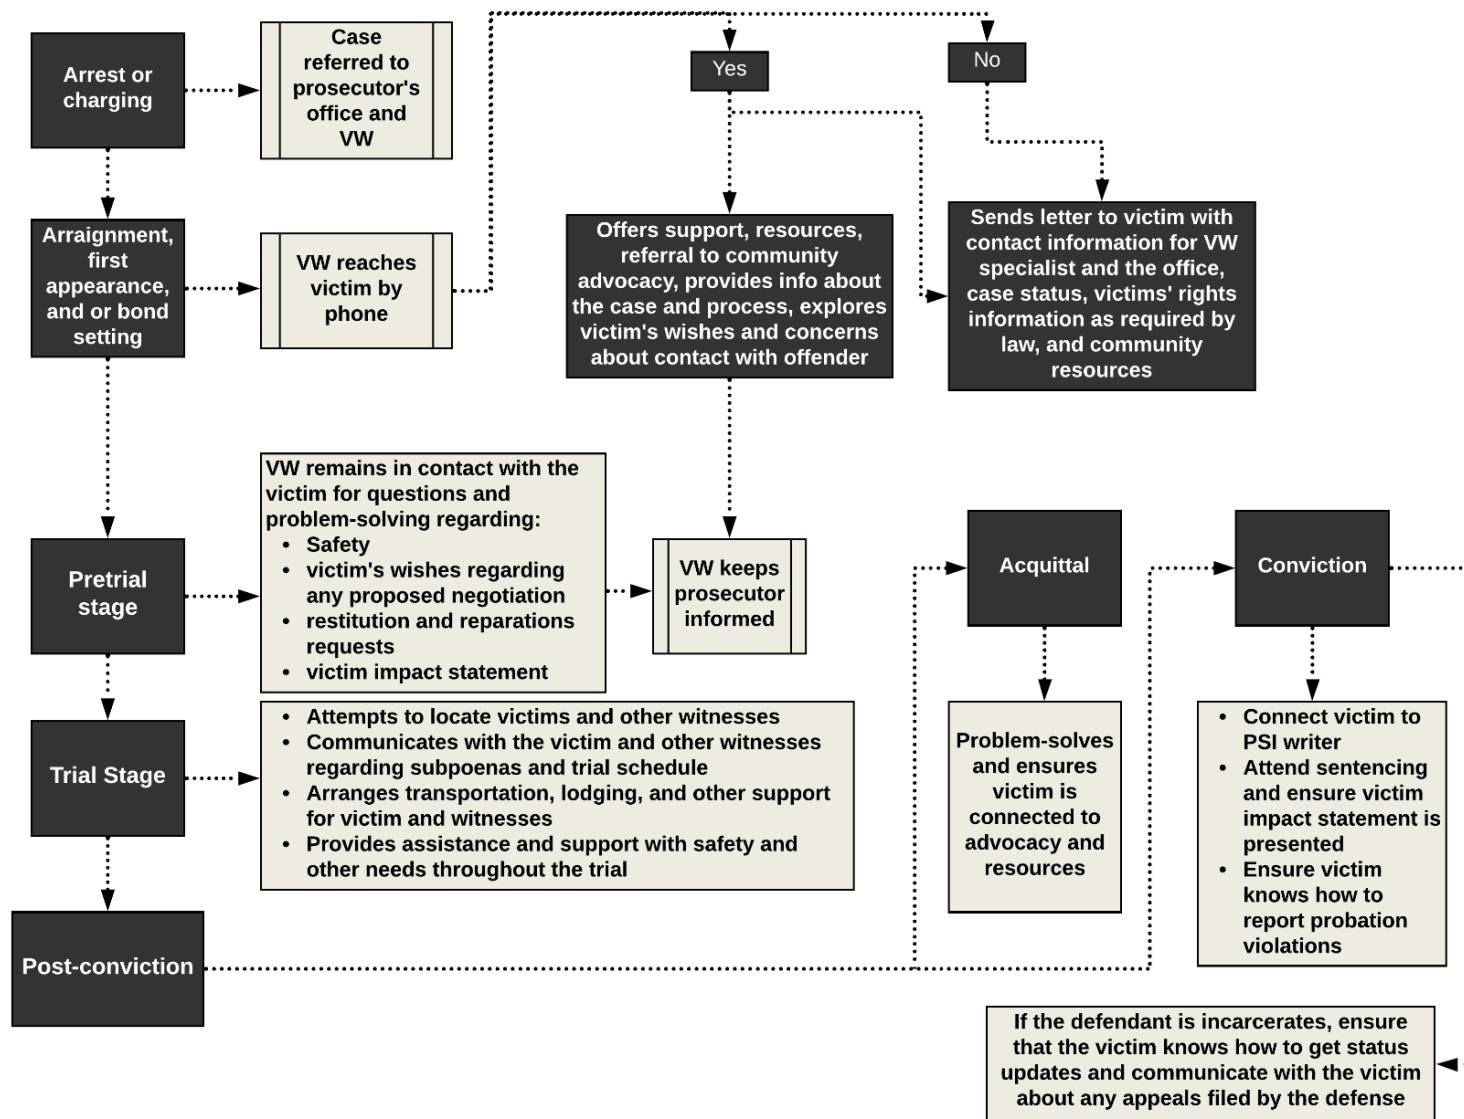 Arrest or
charging
Case
referred to
prosecutor's
office and
VW
Yes
No
Arraignment,
first
appearance,
and or bond
setting
VW reaches
victim by
phone
Offers support, resources,
referral to community
advocacy, provides info about
the case and process, explores
victim's wishes and concerns
about contact with offender
Sends letter to victim with
contact information for VW
specialist and the office,
case status, victims' rights
information as required by
law, and community
resources
Pretrial
stage
VW remains in contact with the
victim for questions and
problem-solving regarding:
• Safety
• victim's wishes regarding
any proposed negotiation
• restitution and reparations
requests
• victim impact statement
VW keeps
prosecutor
informed
Acquittal
Conviction
Trial Stage
• Attempts to locate victims and other witnesses
• Communicates with the victim and other witnesses
regarding subpoenas and trial schedule
• Arranges transportation, lodging, and other support
for victim and witnesses
• Provides assistance and support with safety and
other needs throughout the trial
Problem-solves
and ensures
victim is
connected to
advocacy and
resources
• Connect victim to
PSI writer
• Attend sentencing
and ensure victim
impact statement is
presented
• Ensure victim
knows how to
report probation
violations
Post-conviction
If the defendant is incarcerates, ensure
that the victim knows how to get status
updates and communicate with the victim
about any appeals filed by the defense